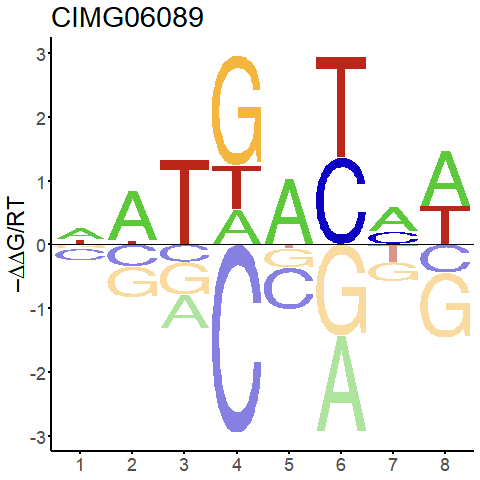 CIMG06089
−ΔΔG/RT
3
2
1
0
-1
-2
-3
1 2 3 4 5 6 7 8
A A T G A T A A
T T T C C T
A
C C C C G G T C
G G C G G
A A